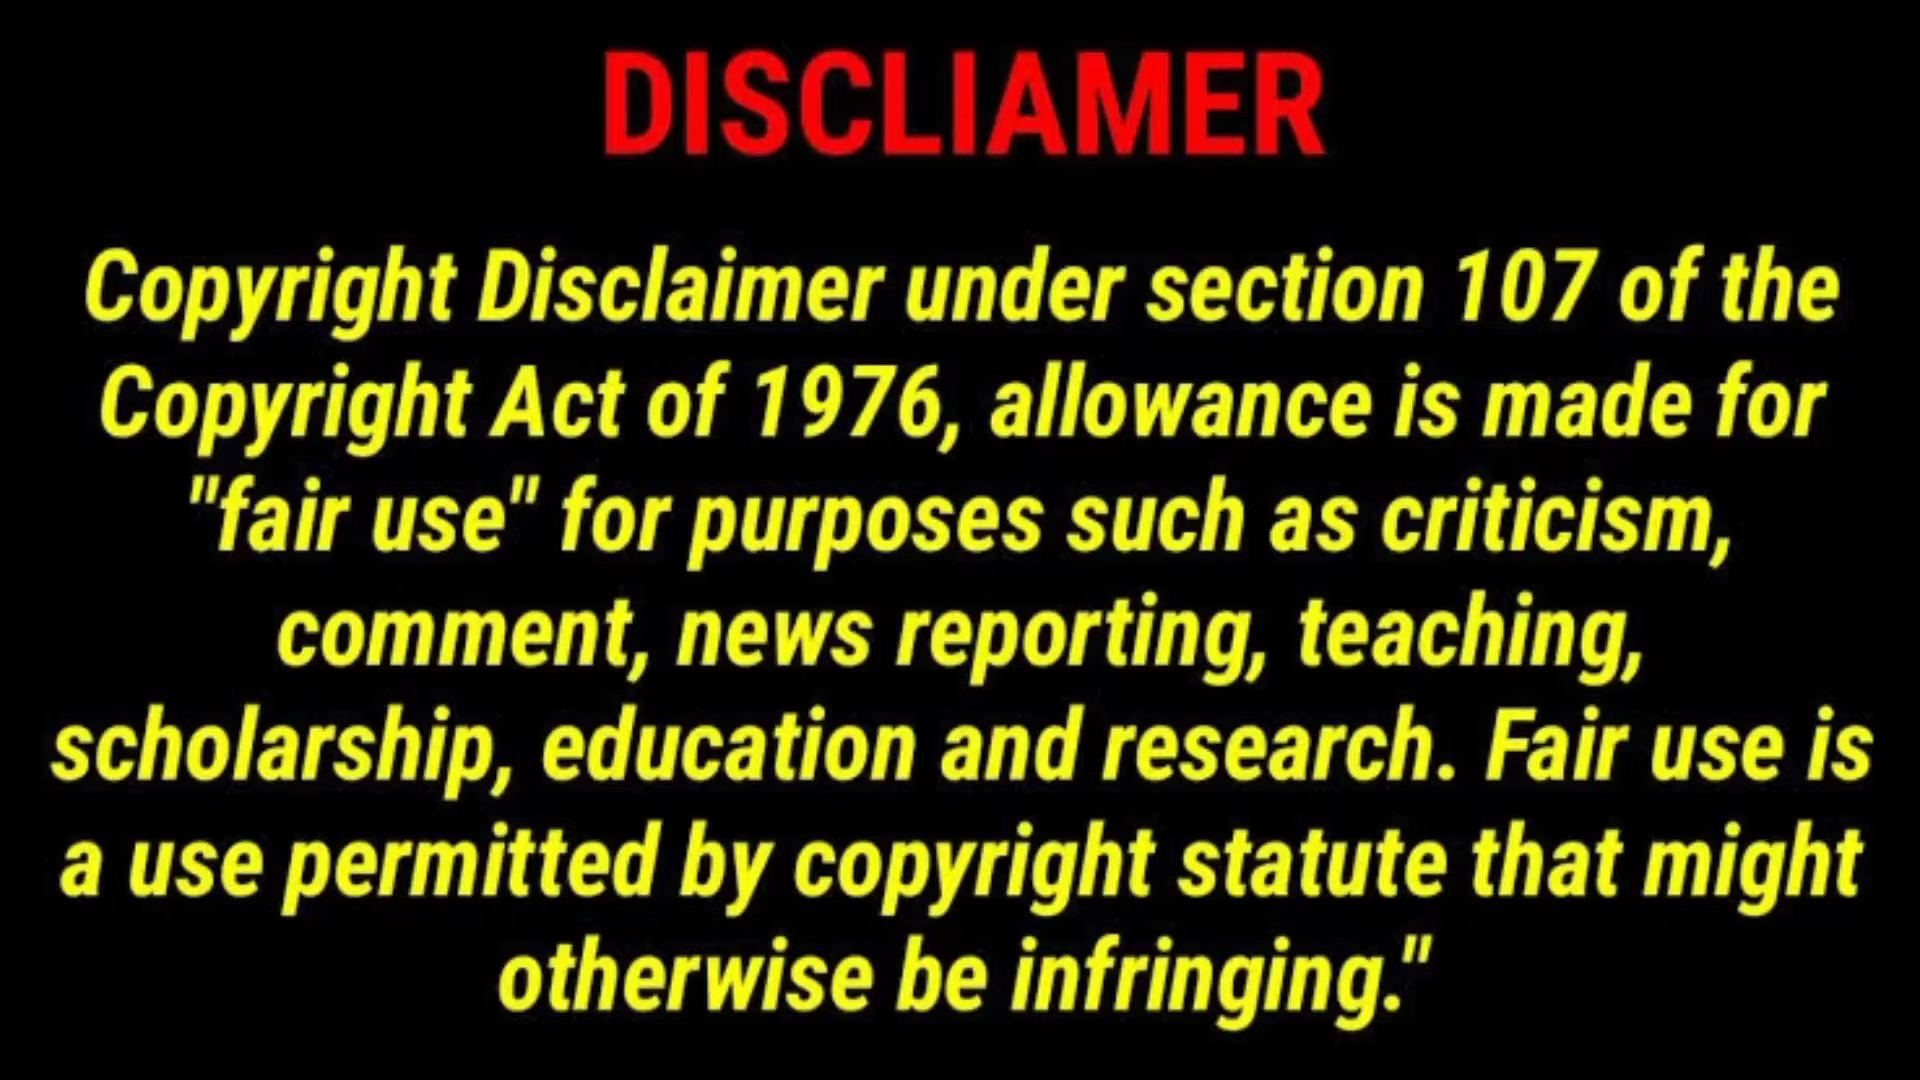 DISCLIAMER
Copyright Disclaimer under section 107 of the
Copyright Act of 1976, allowance is made for
"fair use" for purposes such as criticism,
comment, news reporting, teaching,
scholarship, education and research. Fair use is
a use permitted by copyright statute that might
otherwise be infringing."